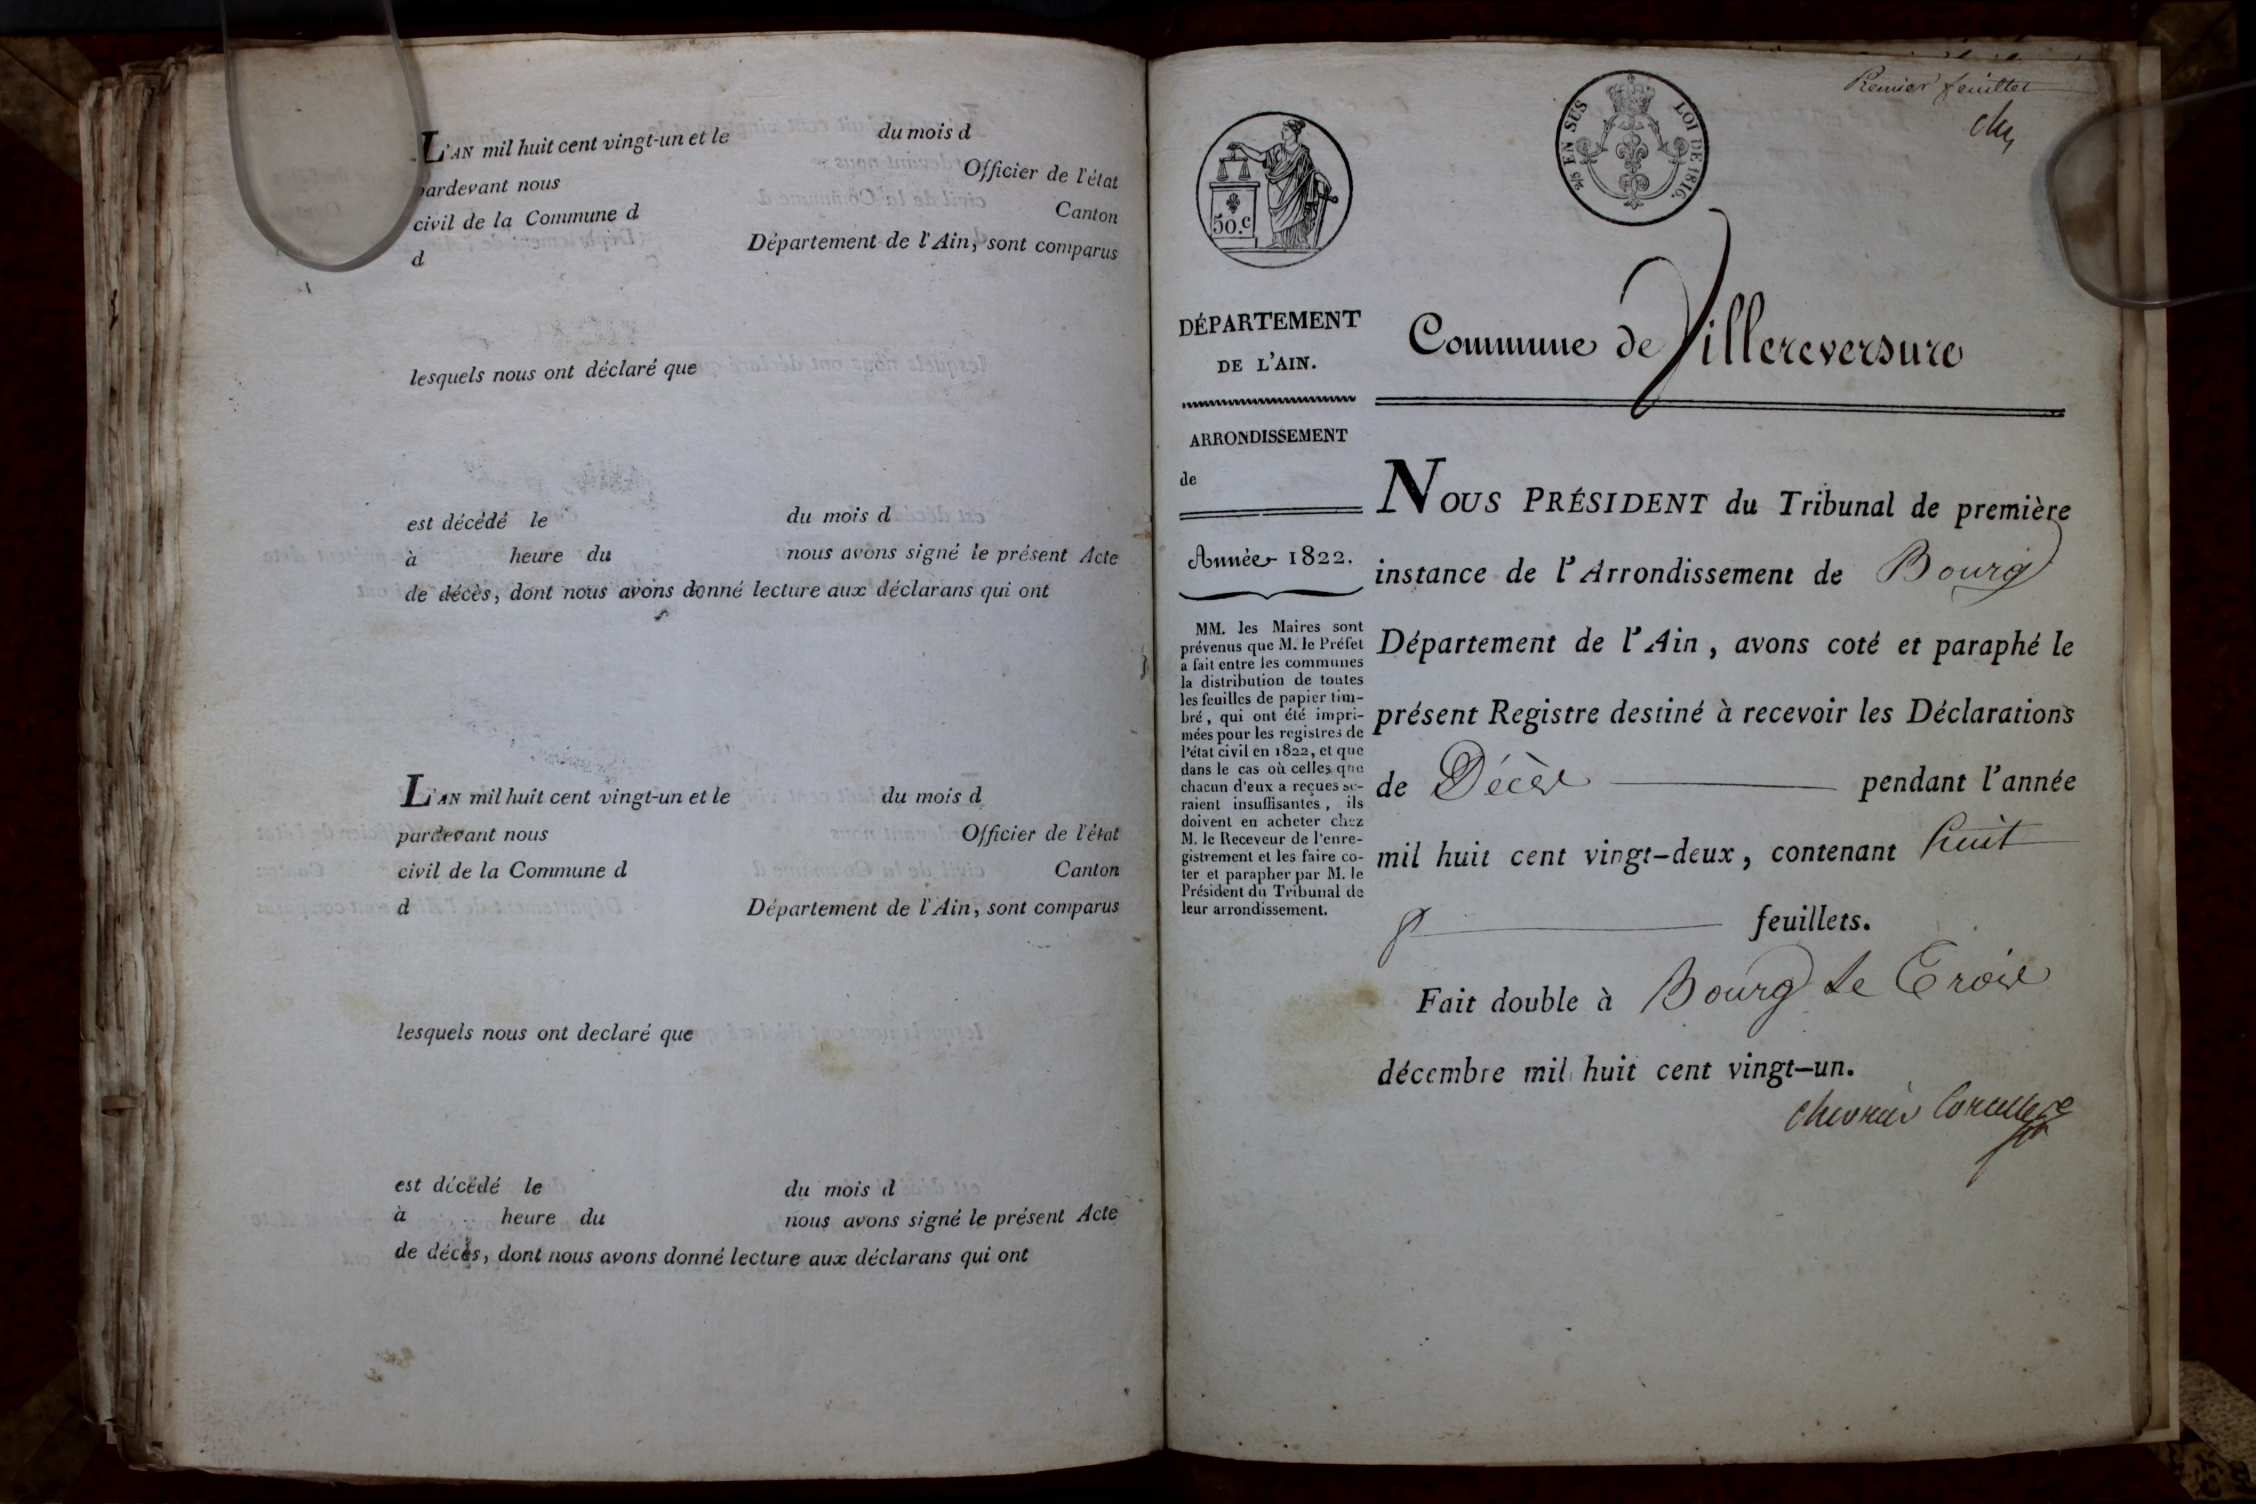 L'AN mil huit cent vingt-un et le du mois d
pardevant nous Officier de l'état
civil de la Commune d Canton
d Département de l'Ain, sont comparus
lesquels nous ont déclaré que
est décédé le du mois d
à heure du nous avons signé le présent Acte
de décès, dont nous avons donné lecture aux déclarans qui ont
L'AN mil huit cent vingt-un et le du mois d
pardevant nous Officier de l'état
civil de la Commune d Canton
d Département de l'Ain, sont comparus
lesquels nous ont declaré que
est décédé le du mois d
à heure du nous avons signé le présent Acte
de décès, dont nous avons donné lecture aux déclarans qui ont
Premier feuillet
50.c
EN SUS LOI DE 1816.
DÉPARTEMENT
DE L'AIN.
ARRONDISSEMENT
de
Année 1822.
MM. les Maires sont
prévenus que M. le Préfet
a fait entre les communes
la distribution de toutes
les feuilles de papier tim-
bré, qui ont été impri-
mées pour les registres de
l'état civil en 1822, et que
dans le cas où celles que
chacun d'eux a reçues se-
raient insuffisantes, ils
doivent en acheter chez
M. le Receveur de l'enre-
gistrement et les faire co-
ter et parapher par M. le
Président du Tribunal de
leur arrondissement.
Commune de Villereversure
NOUS PRÉSIDENT du Tribunal de première
instance de l'Arrondissement de Bourg
Département de l'Ain, avons coté et paraphé le
présent Registre destiné à recevoir les Déclarations
de Décès pendant l'année
mil huit cent vingt-deux, contenant huit
feuillets.
Fait double à Bourg le Trois
décembre mil huit cent vingt-un.